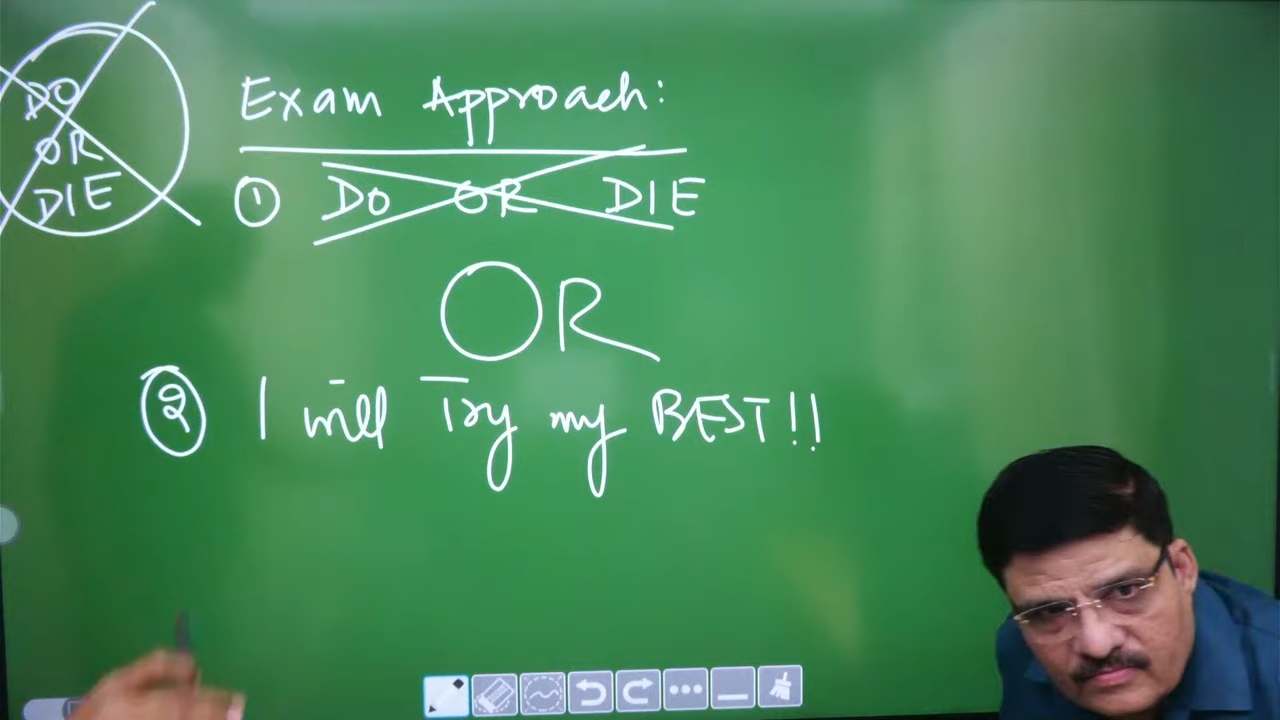 DO
OR
DIE
Exam Approach:
① DO OR DIE
OR
② I will Try my BEST!!